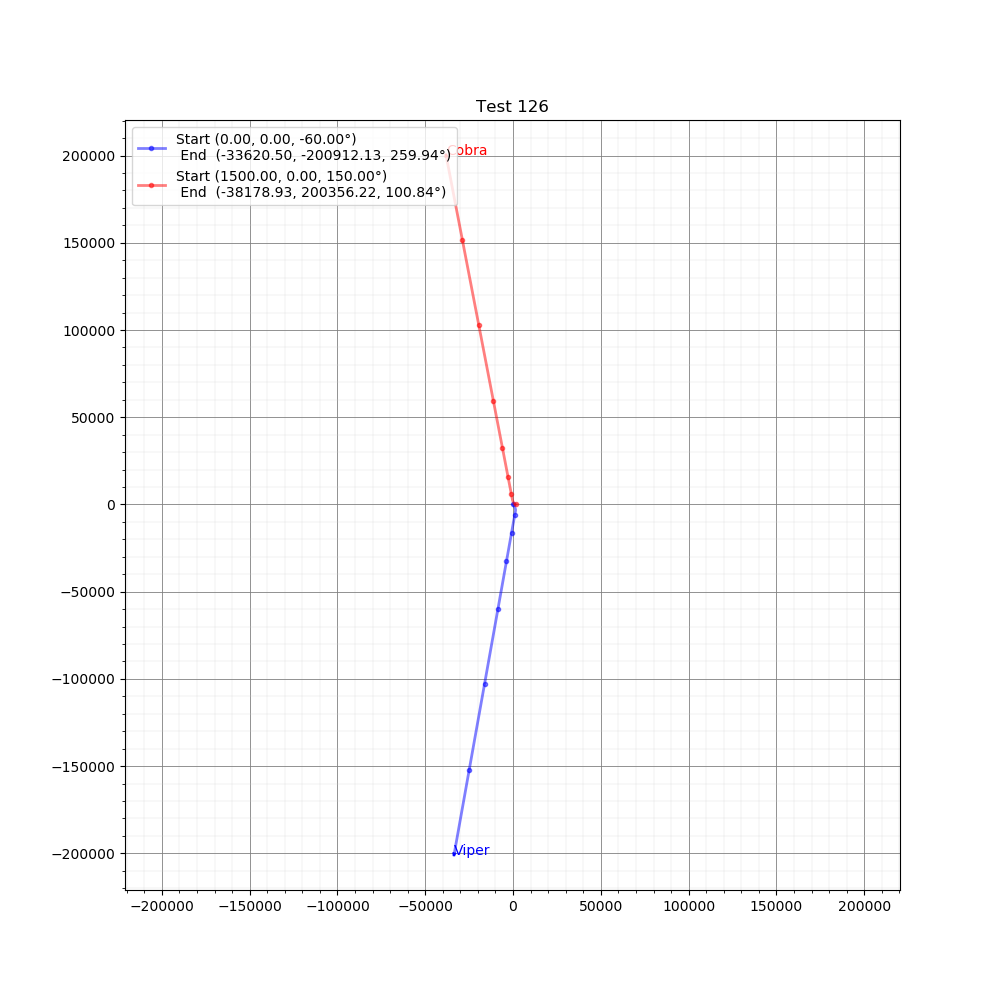 Test 126
Start (0.00, 0.00, -60.00°)
End  (-33620.50, -200912.13, 259.94°)
Start (1500.00, 0.00, 150.00°)
End  (-38178.93, 200356.22, 100.84°)
Cobra
200000
150000
100000
50000
0
−50000
−100000
−150000
−200000
Viper
−200000 −150000 −100000 −50000 0 50000 100000 150000 200000